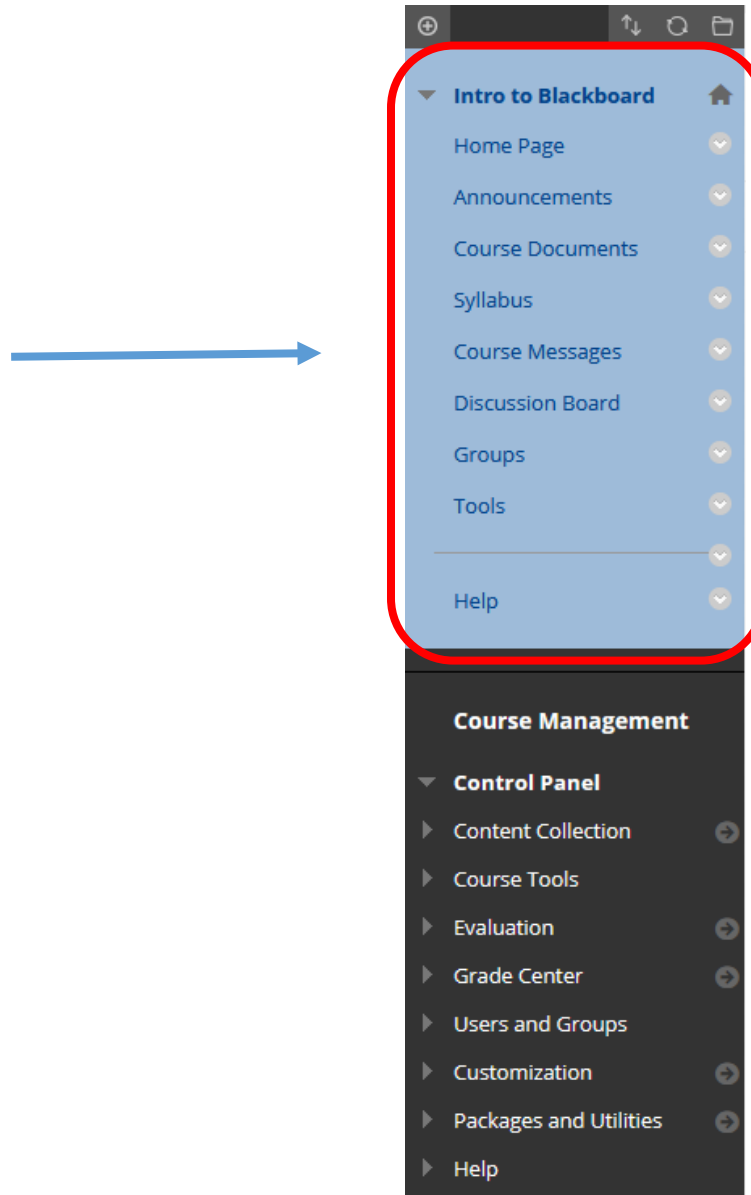 Intro to Blackboard
Home Page
Announcements
Course Documents
Syllabus
Course Messages
Discussion Board
Groups
Tools
Help
Course Management
Control Panel
Content Collection
Course Tools
Evaluation
Grade Center
Users and Groups
Customization
Packages and Utilities
Help